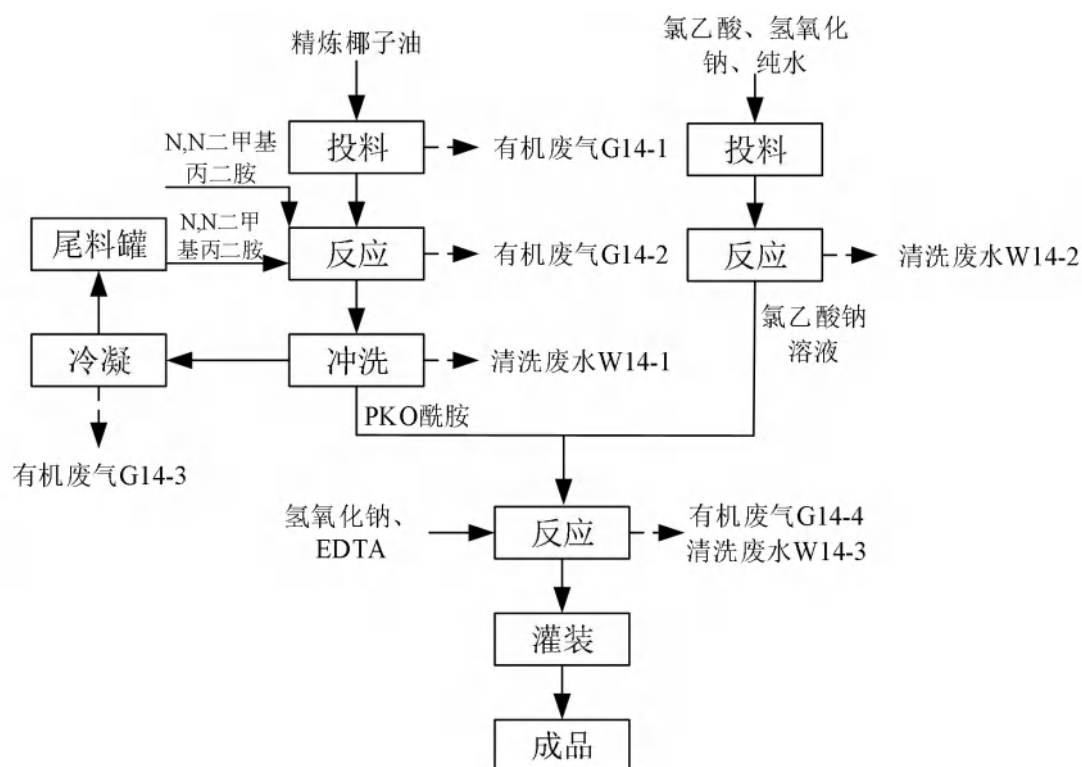 精炼椰子油
氯乙酸、氢氧化
钠、纯水
N,N二甲基
丙二胺
投料
有机废气G14-1
投料
尾料罐
N,N二甲
基丙二胺
反应
有机废气G14-2
反应
清洗废水W14-2
冷凝
冲洗
清洗废水W14-1
氯乙酸钠
溶液
PKO酰胺
有机废气G14-3
氢氧化钠、
EDTA
反应
有机废气G14-4
清洗废水W14-3
灌装
成品